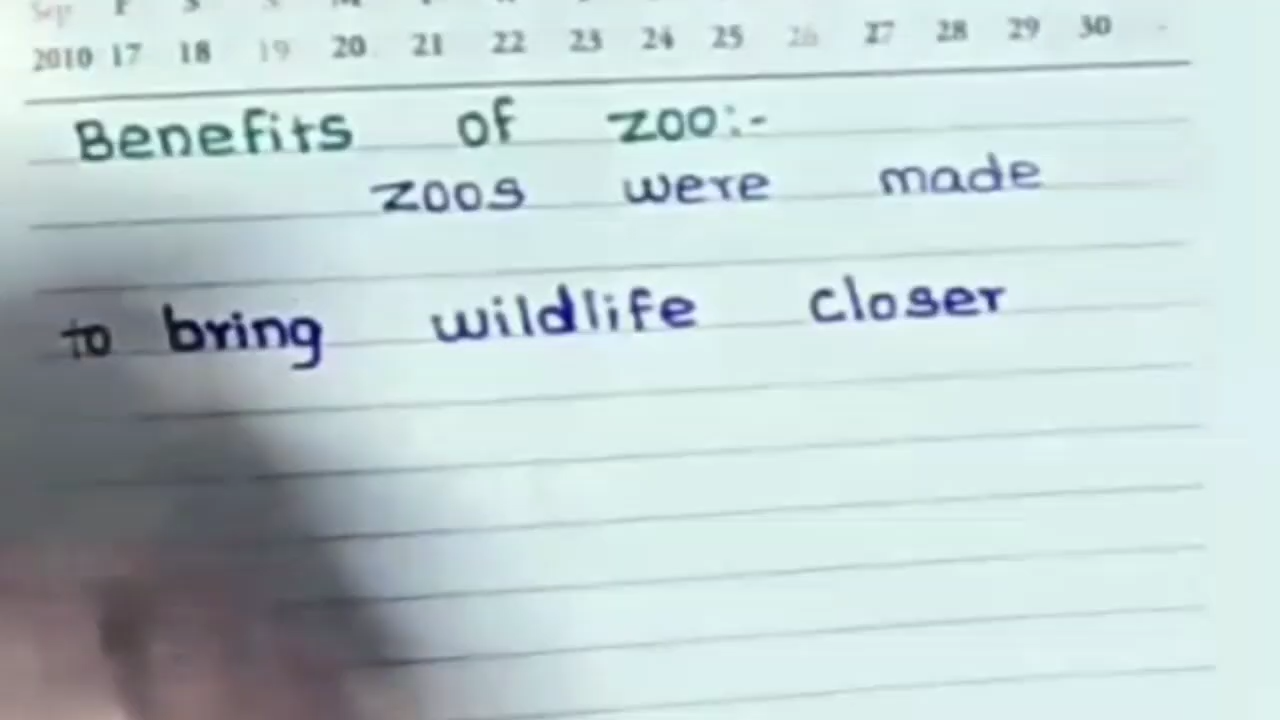 Sep F S S M T
2010 17 18 19 20 21 22 23 24 25 26 27 28 29 30 -
Benefits of zoo:-
zoos were made
to bring wildlife closer